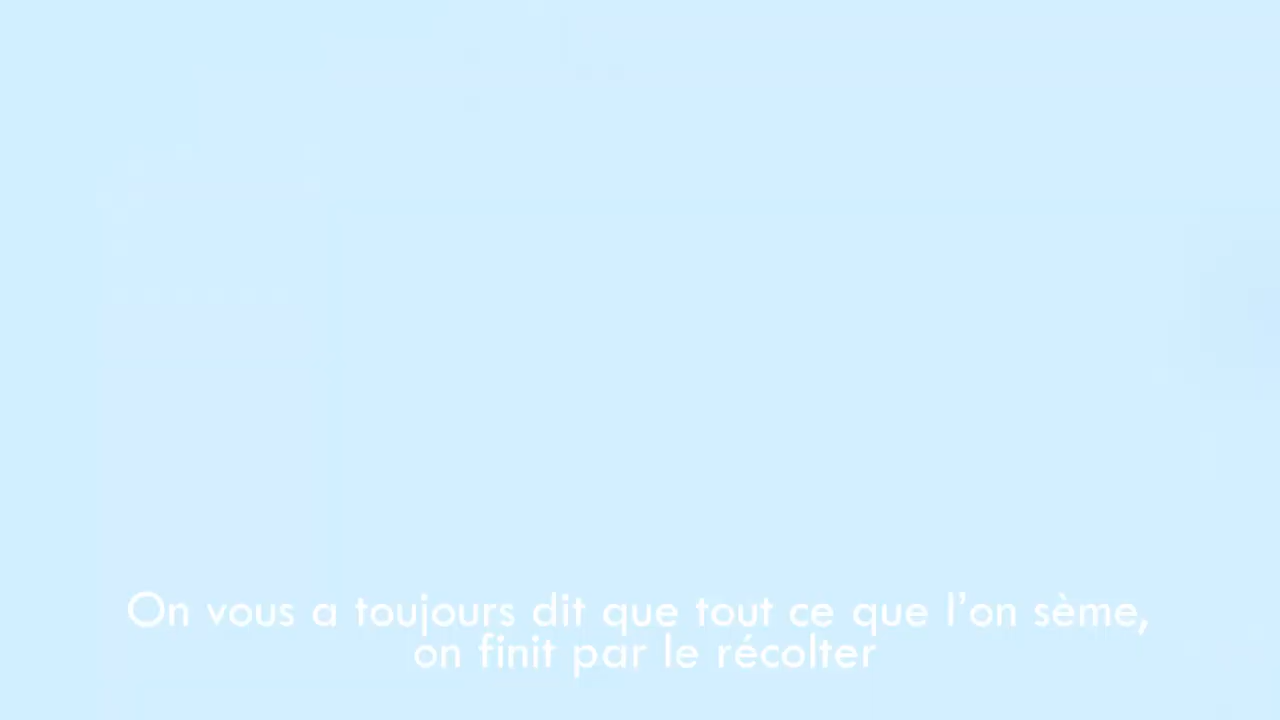 On vous a toujours dit que tout ce que l’on sème,
on finit par le récolter